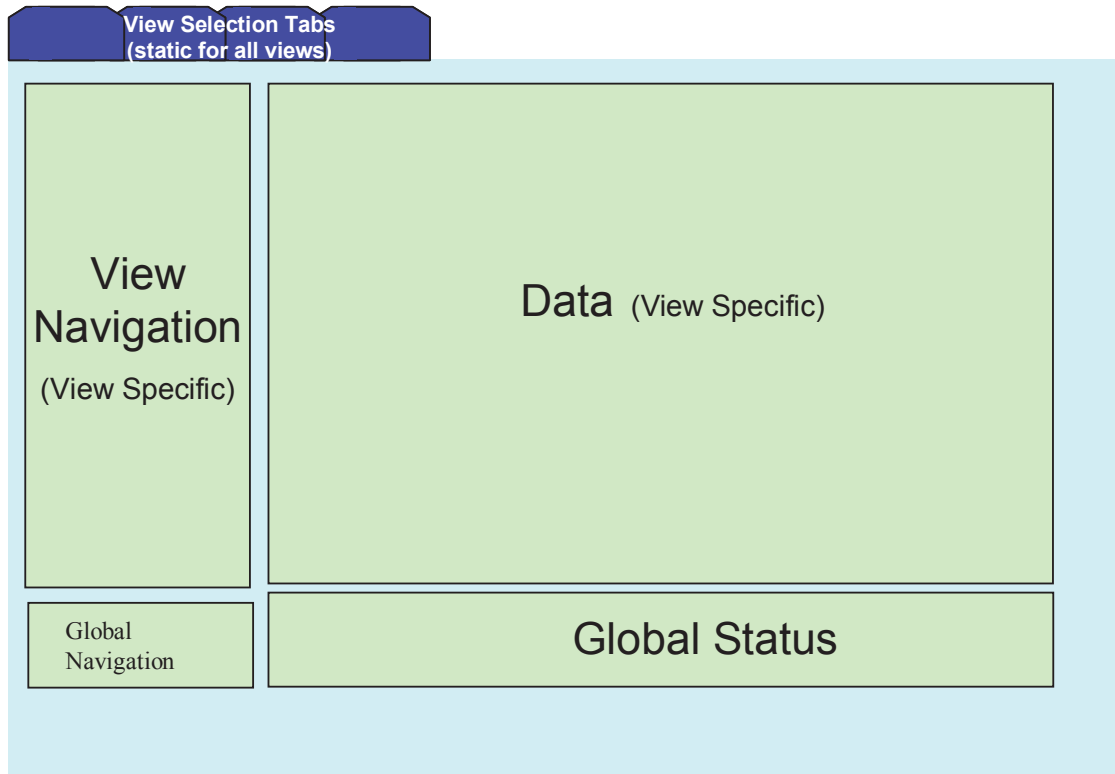 View Selection Tabs
(static for all views)
View
Navigation
(View Specific)
Data (View Specific)
Global
Navigation
Global Status